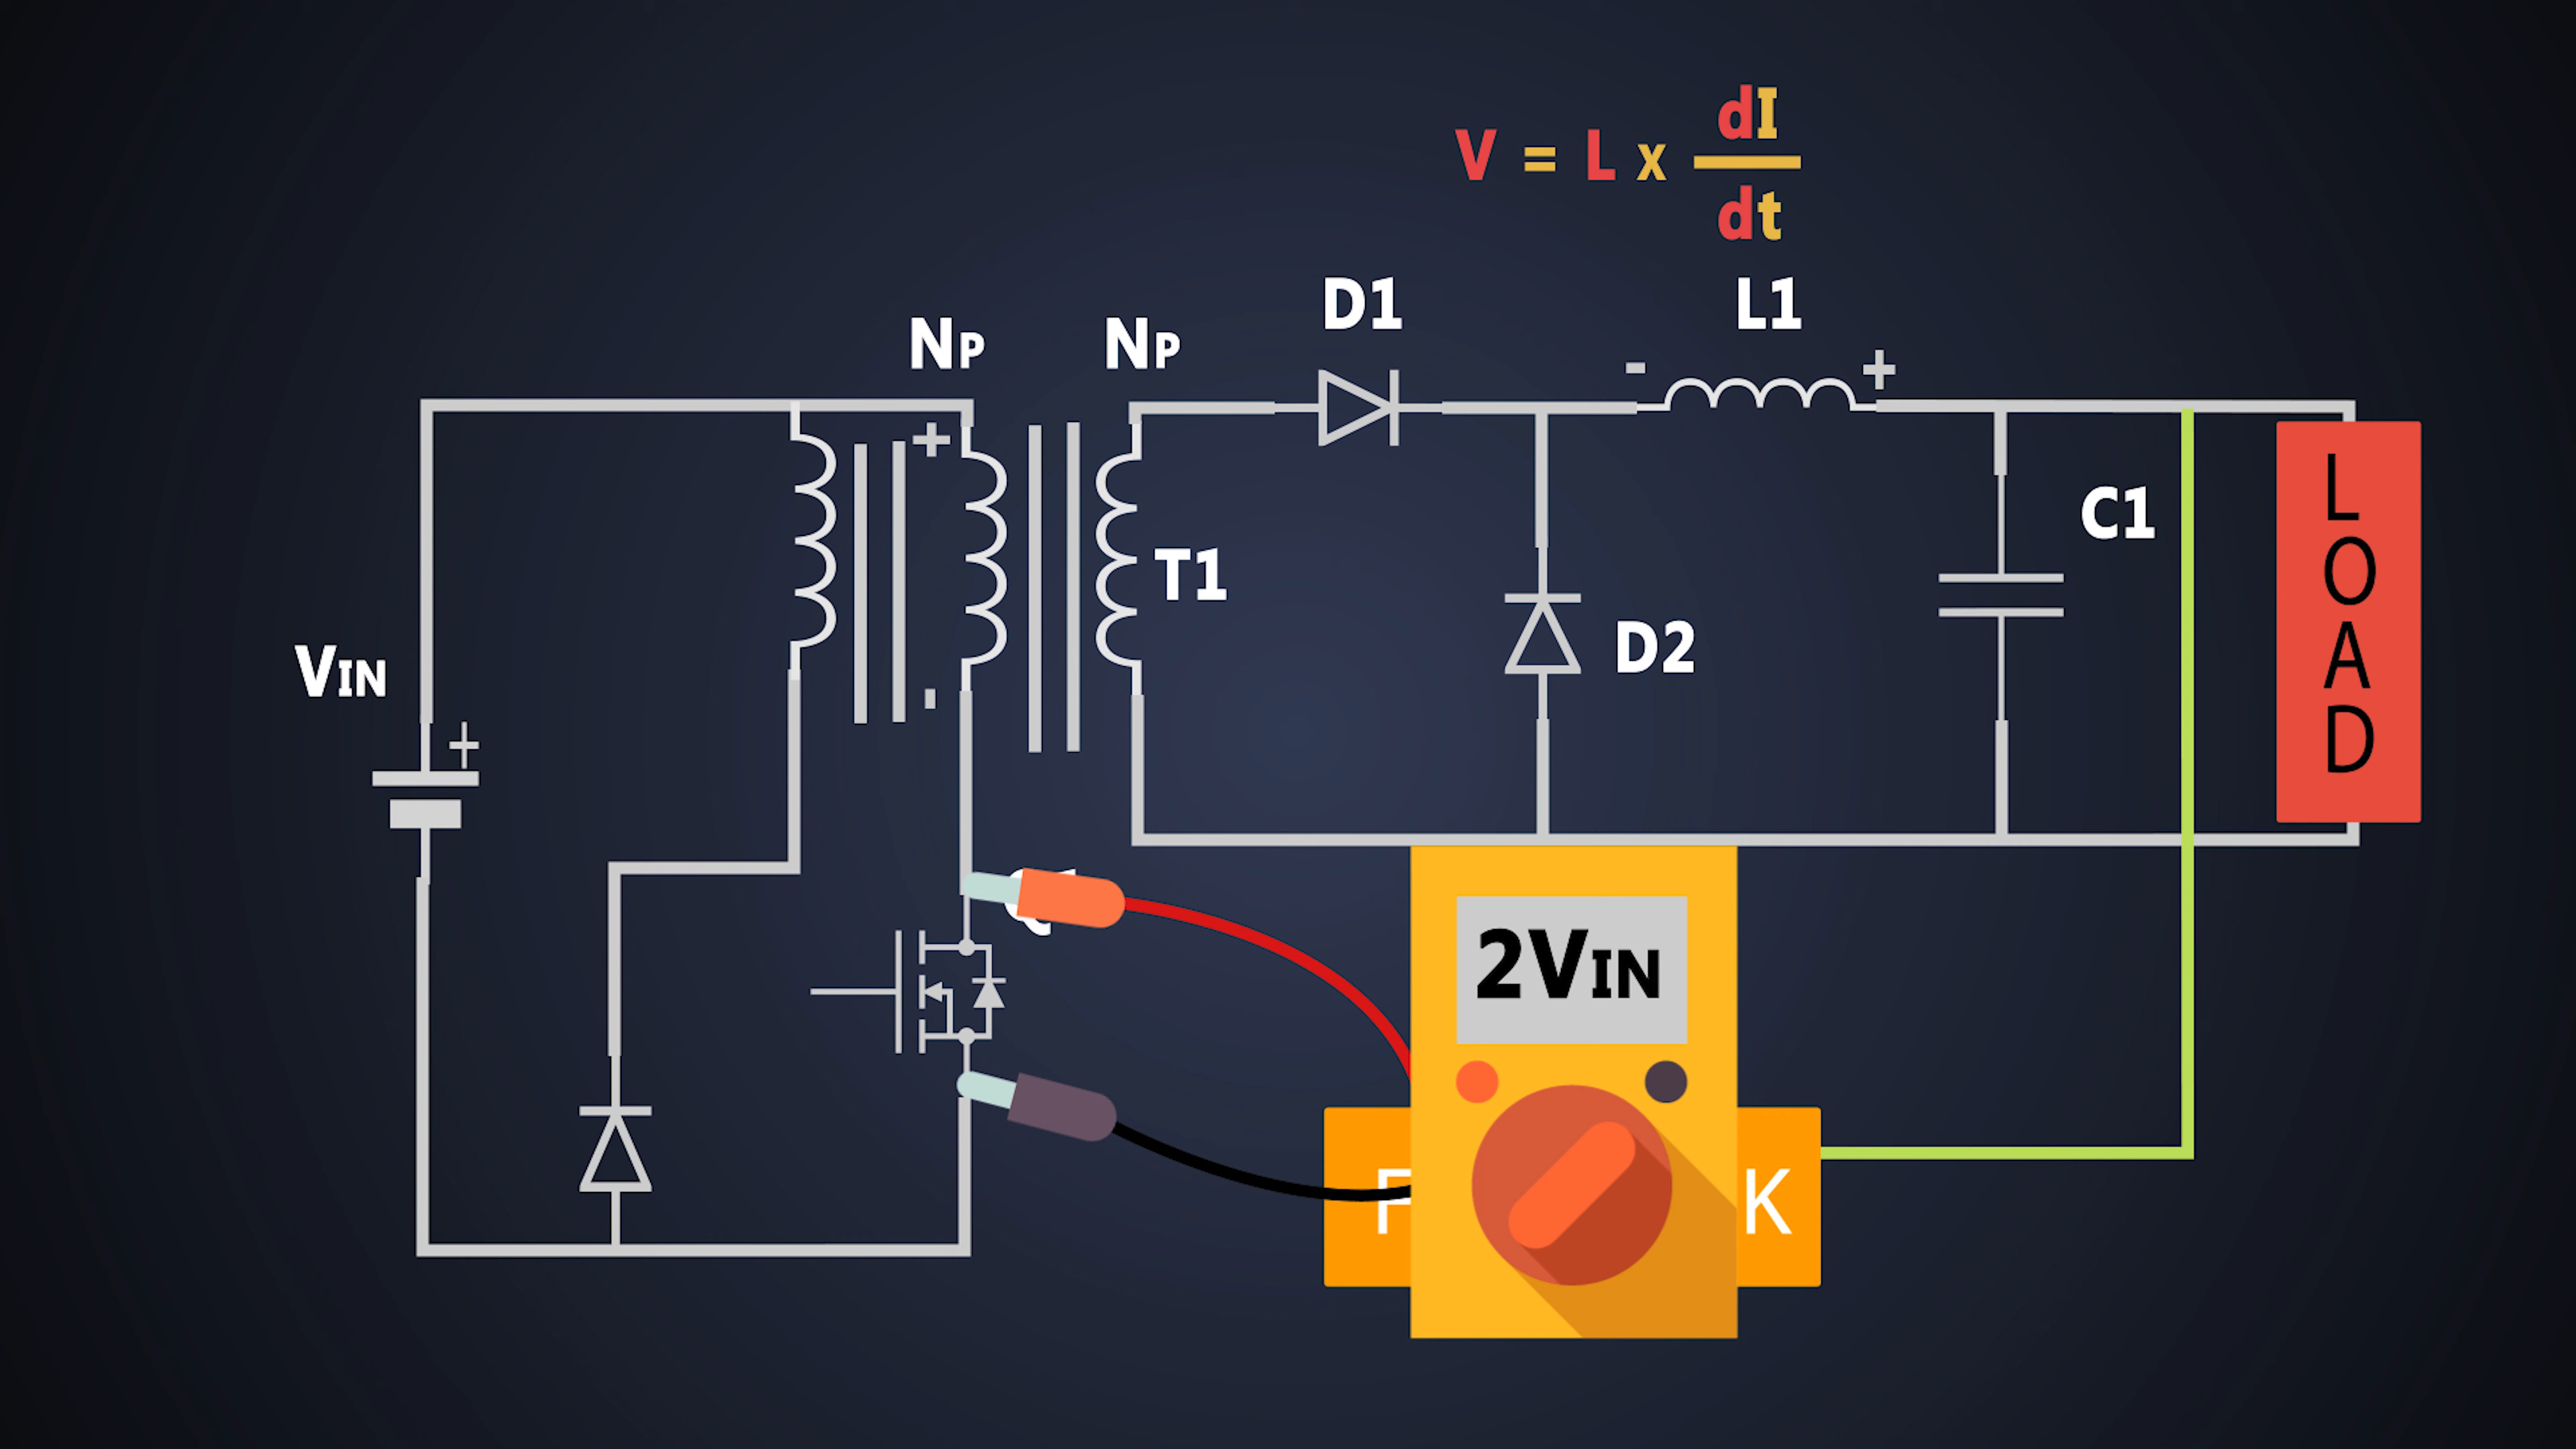 V = L x dI
dt
D1
L1
NP
NP
C1
LOAD
T1
D2
VIN
+
2VIN
K